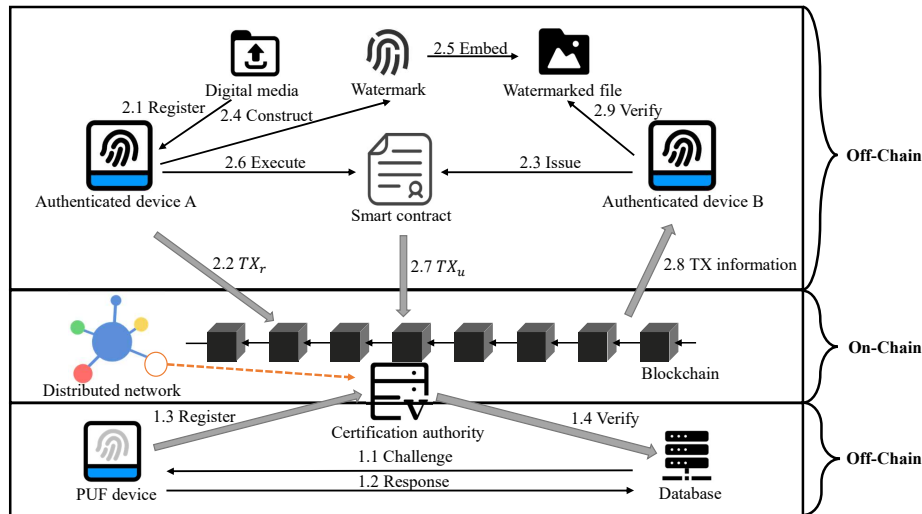 2.5 Embed
Digital media
Watermark
Watermarked file
2.1 Register
2.4 Construct
2.9 Verify
2.6 Execute
2.3 Issue
Off-Chain
Authenticated device A
Smart contract
Authenticated device B
2.2 TXr
2.7 TXu
2.8 TX information
On-Chain
Distributed network
Blockchain
1.3 Register
V
Certification authority
1.4 Verify
1.1 Challenge
Off-Chain
1.2 Response
PUF device
Database